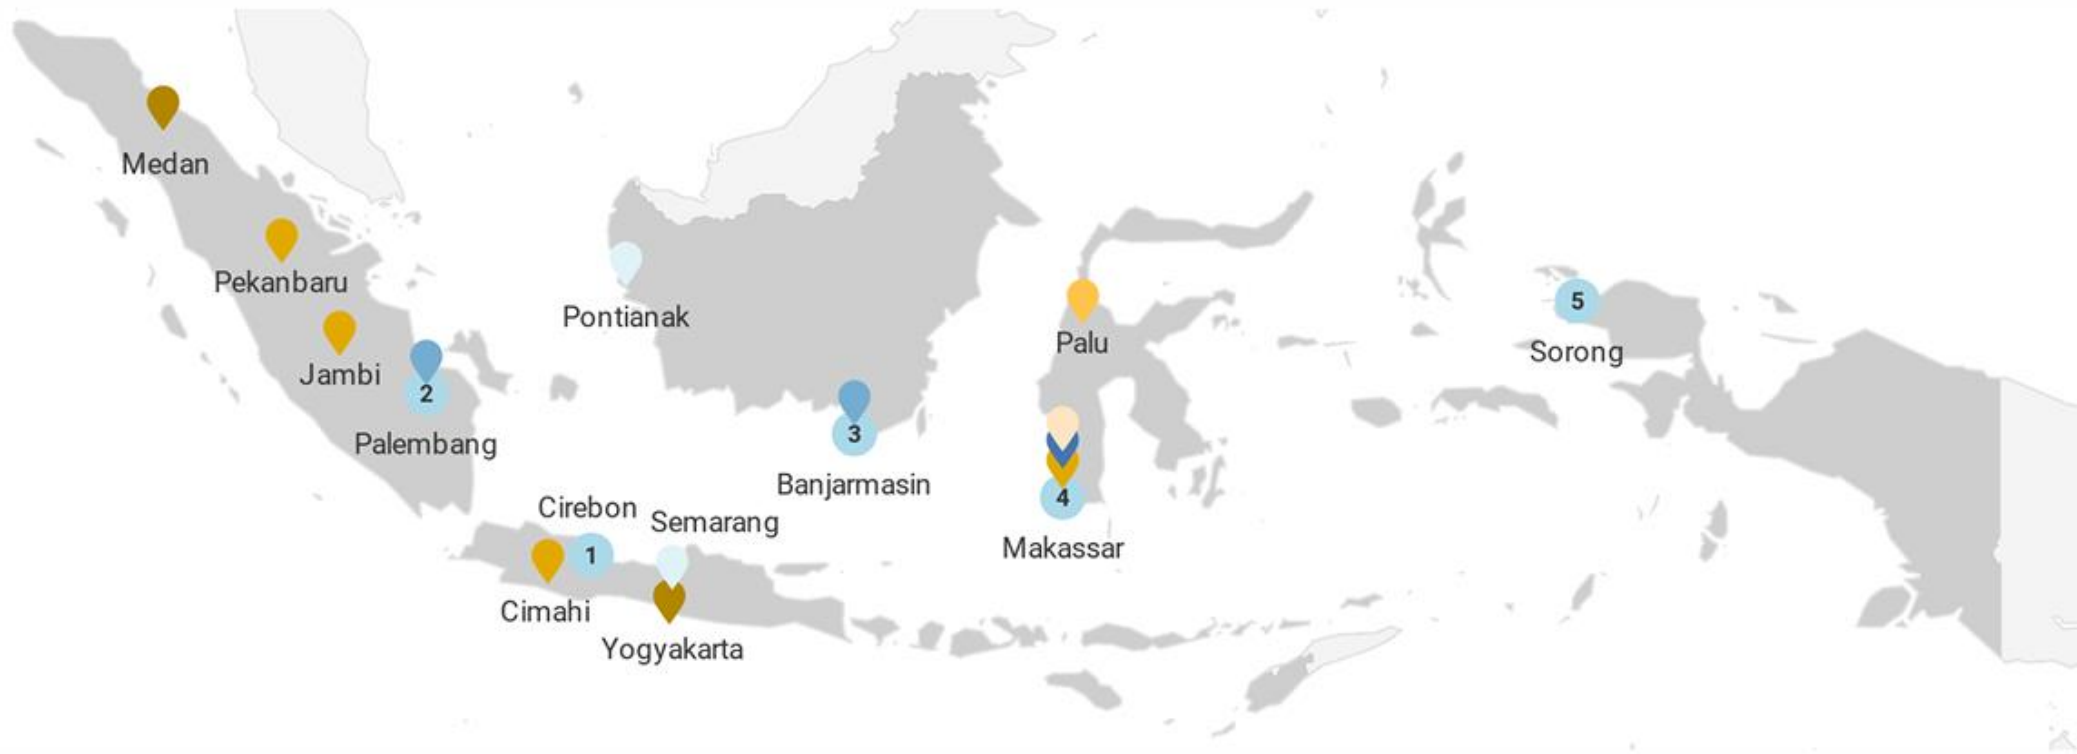 Medan
Pekanbaru
Pontianak
5
Palu
Sorong
Jambi
2
3
Palembang
Banjarmasin
4
Cirebon
Semarang
Makassar
1
Cimahi
Yogyakarta